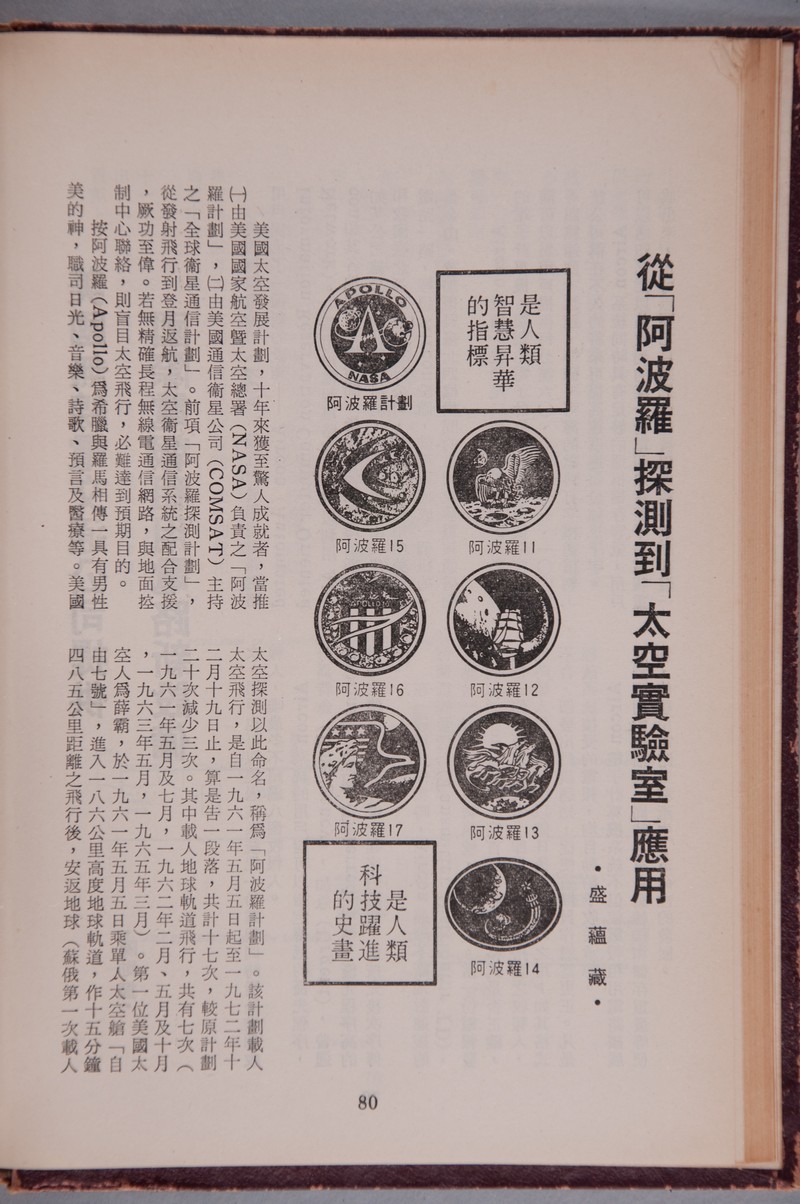 從「阿波羅」探測到「太空實驗室」應用
•盛蘊藏•
是人類
智慧昇華
的指標
APOLLO
NASA
阿波羅計劃
阿波羅11
阿波羅15
阿波羅12
APOLLO 16
阿波羅16
阿波羅13
阿波羅17
阿波羅14
是人類
科技躍進
的史畫
美國太空發展計劃，十年來獲至驚人成就者，當推
㈠由美國國家航空暨太空總署（NASA）負責之「阿波
羅計劃」，㈡由美國通信衞星公司（COMSAT）主持
之「全球衞星通信計劃」。前項「阿波羅探測計劃」，
從發射飛行到登月返航，太空衞星通信系統之配合支援
，厥功至偉。若無精確長程無線電通信網路，與地面控
制中心聯絡，則盲目太空飛行，必難達到預期目的。
按阿波羅（Apollo）爲希臘與羅馬相傳一具有男性
美的神，職司日光、音樂、詩歌、預言及醫療等。美國
太空探測以此命名，稱爲「阿波羅計劃」。該計劃載人
太空飛行，是自一九六一年五月五日起至一九七二年十
二月十九日止，算是告一段落，共計十七次，較原計劃
二十次減少三次。其中載人地球軌道飛行，共有七次（
一九六一年五月及七月，一九六二年二月、五月及十月
，一九六三年五月，一九六五年三月）。第一位美國太
空人爲薛霸，於一九六一年五月五日乘單人太空艙「自
由七號」，進入一八六公里高度地球軌道，作十五分鐘
四八五公里距離之飛行後，安返地球（蘇俄第一次載人
80